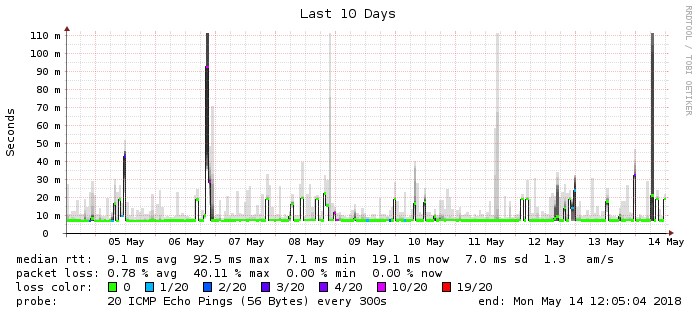 Last 10 Days
RRDTOOL / TOBI OETIKER
Seconds
110 m
100 m
90 m
80 m
70 m
60 m
50 m
40 m
30 m
20 m
10 m
0
05 May 06 May 07 May 08 May 09 May 10 May 11 May 12 May 13 May 14 May
median rtt: 9.1 ms avg 92.5 ms max 7.1 ms min 19.1 ms now 7.0 ms sd 1.3 am/s
packet loss: 0.78 % avg 40.11 % max 0.00 % min 0.00 % now
loss color: 0 1/20 2/20 3/20 4/20 10/20 19/20
probe: 20 ICMP Echo Pings (56 Bytes) every 300s end: Mon May 14 12:05:04 2018